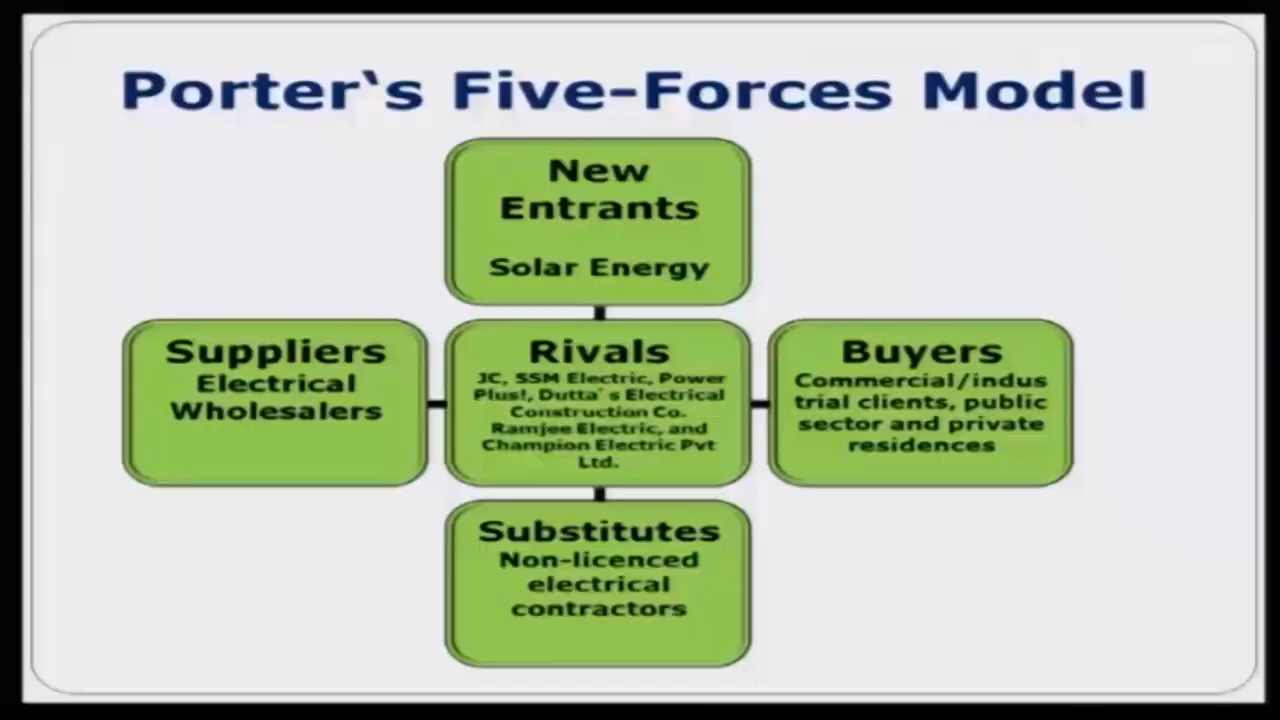 Porter‘s Five-Forces Model
New
Entrants
Solar Energy
Suppliers
Electrical
Wholesalers
Rivals
JC, SSM Electric, Power
Plus!, Dutta's Electrical
Construction Co.
Ramjee Electric, and
Champion Electric Pvt
Ltd.
Buyers
Commercial/indus
trial clients, public
sector and private
residences
Substitutes
Non-licenced
electrical
contractors